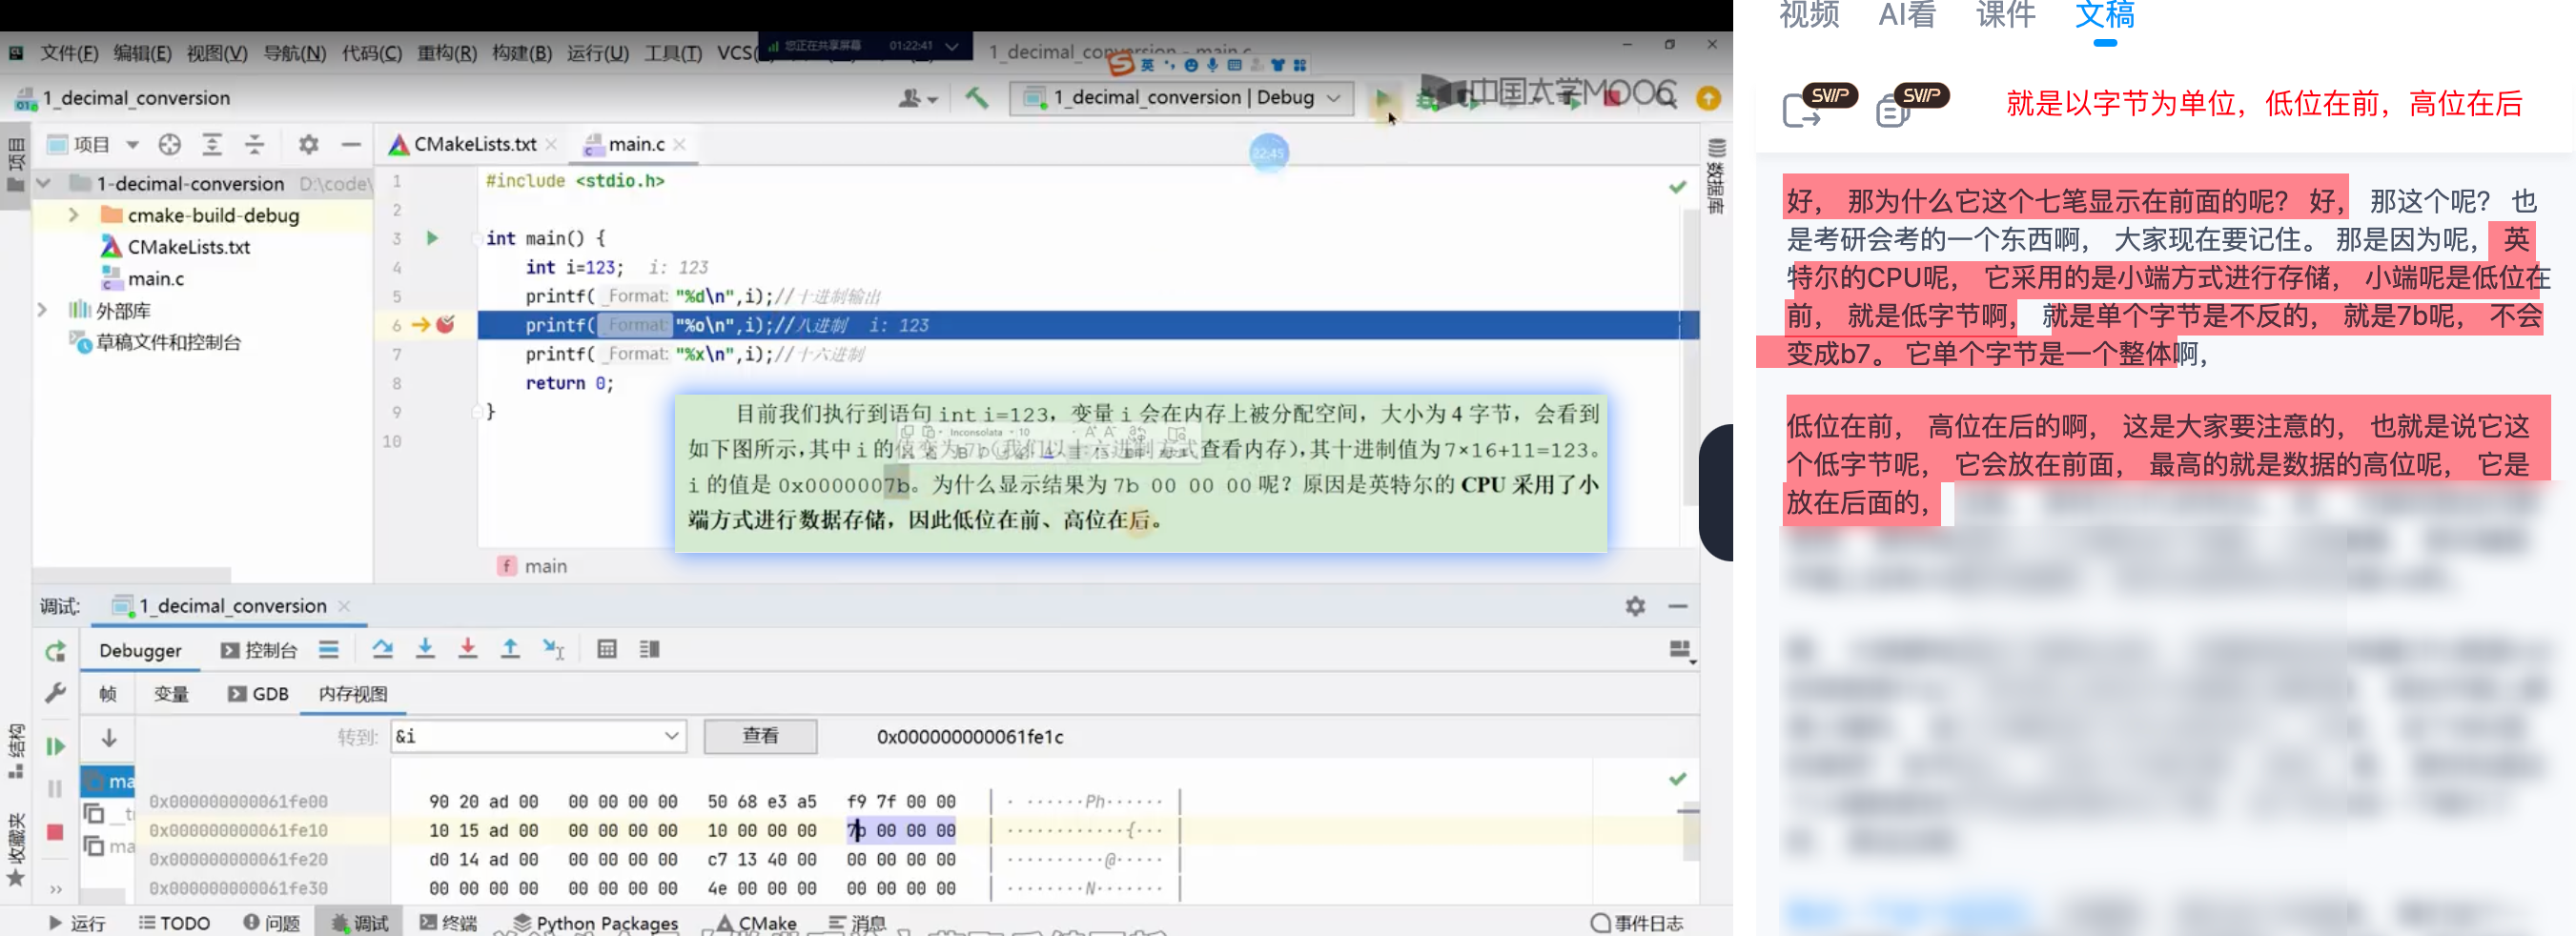 文件(F) 编辑(E) 视图(V) 导航(N) 代码(C) 重构(R) 构建(B) 运行(U) 工具(T) VCS( 您正在共享屏幕 01:22:41 1_decimal_conversion - main.c
英
1_decimal_conversion
1_decimal_conversion | Debug
中国大学MOOC
项目
项目
CMakeLists.txt
main.c
22:45
数据库
1-decimal-conversion D:\code\
cmake-build-debug
CMakeLists.txt
main.c
外部库
草稿文件和控制台
1 #include <stdio.h>
2
3 int main() {
4 int i=123; i: 123
5 printf( _Format: "%d\n",i);//十进制输出
6 printf( _Format: "%o\n",i);//八进制 i: 123
7 printf( _Format: "%x\n",i);//十六进制
8 return 0;
9 }
10
目前我们执行到语句 int i=123，变量 i 会在内存上被分配空间，大小为 4 字节，会看到
Inconsolata 10
如下图所示，其中 i 的值变为 7b（我们以十六进制方式查看内存），其十进制值为 7×16+11=123。
i 的值是 0x0000007b。为什么显示结果为 7b 00 00 00 呢？原因是英特尔的 CPU 采用了小
端方式进行数据存储，因此低位在前、高位在后。
f main
调试: 1_decimal_conversion
Debugger 控制台
帧 变量 GDB 内存视图
转到: &i 查看 0x000000000061fe1c
ma
__t
ma
0x000000000061fe00 90 20 ad 00 00 00 00 00 50 68 e3 a5 f9 7f 00 00 | · ······Ph······ |
0x000000000061fe10 10 15 ad 00 00 00 00 00 10 00 00 00 7b 00 00 00 | ············{··· |
0x000000000061fe20 d0 14 ad 00 00 00 00 00 c7 13 40 00 00 00 00 00 | ··········@····· |
0x000000000061fe30 00 00 00 00 00 00 00 00 4e 00 00 00 00 00 00 00 | ········N······· |
结构
收藏夹
运行 TODO 问题 调试 终端 Python Packages CMake 消息 事件日志
视频 AI看 课件 文稿
SVIP SVIP
就是以字节为单位，低位在前，高位在后
好， 那为什么它这个七笔显示在前面的呢？ 好， 那这个呢？ 也
是考研会考的一个东西啊， 大家现在要记住。 那是因为呢， 英
特尔的CPU呢， 它采用的是小端方式进行存储， 小端呢是低位在
前， 就是低字节啊， 就是单个字节是不反的， 就是7b呢， 不会
变成b7。 它单个字节是一个整体啊，
低位在前， 高位在后的啊， 这是大家要注意的， 也就是说它这
个低字节呢， 它会放在前面， 最高的就是数据的高位呢， 它是
放在后面的，